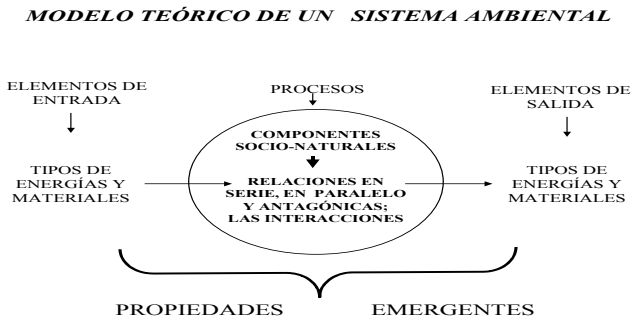 MODELO TEÓRICO DE UN SISTEMA AMBIENTAL
ELEMENTOS DE
ENTRADA
TIPOS DE
ENERGÍAS Y
MATERIALES
PROCESOS
COMPONENTES
SOCIO-NATURALES
RELACIONES EN
SERIE, EN PARALELO
Y ANTAGÓNICAS;
LAS INTERACCIONES
ELEMENTOS DE
SALIDA
TIPOS DE
ENERGÍAS Y
MATERIALES
PROPIEDADES EMERGENTES